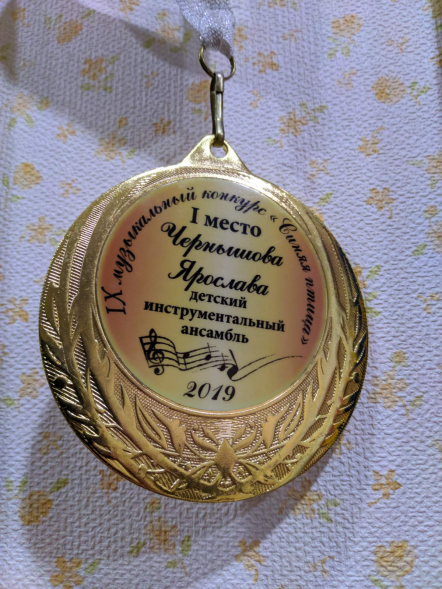 IX музыкальный конкурс «Синяя птица»
I место
Чернышова
Ярослава
детский
инструментальный
ансамбль
2019